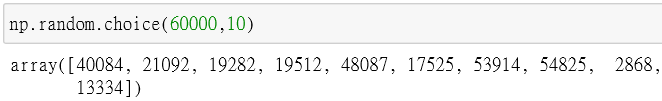 np.random.choice(60000,10)
array([40084, 21092, 19282, 19512, 48087, 17525, 53914, 54825,  2868,
       13334])